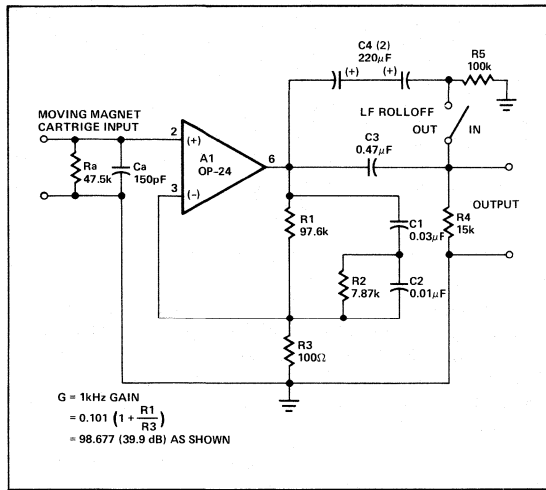 C4 (2)
220μF
(+)
(+)
R5
100k
LF ROLLOFF
OUT
IN
MOVING MAGNET
CARTRIGE INPUT
2
(+)
A1
OP-24
6
3
(-)
C3
0.47μF
Ra
47.5k
Ca
150pF
R1
97.6k
C1
0.03μF
R4
15k
OUTPUT
R2
7.87k
C2
0.01μF
R3
100Ω
G = 1kHz GAIN
= 0.101 (1 + R1/R3)
= 98.677 (39.9 dB) AS SHOWN